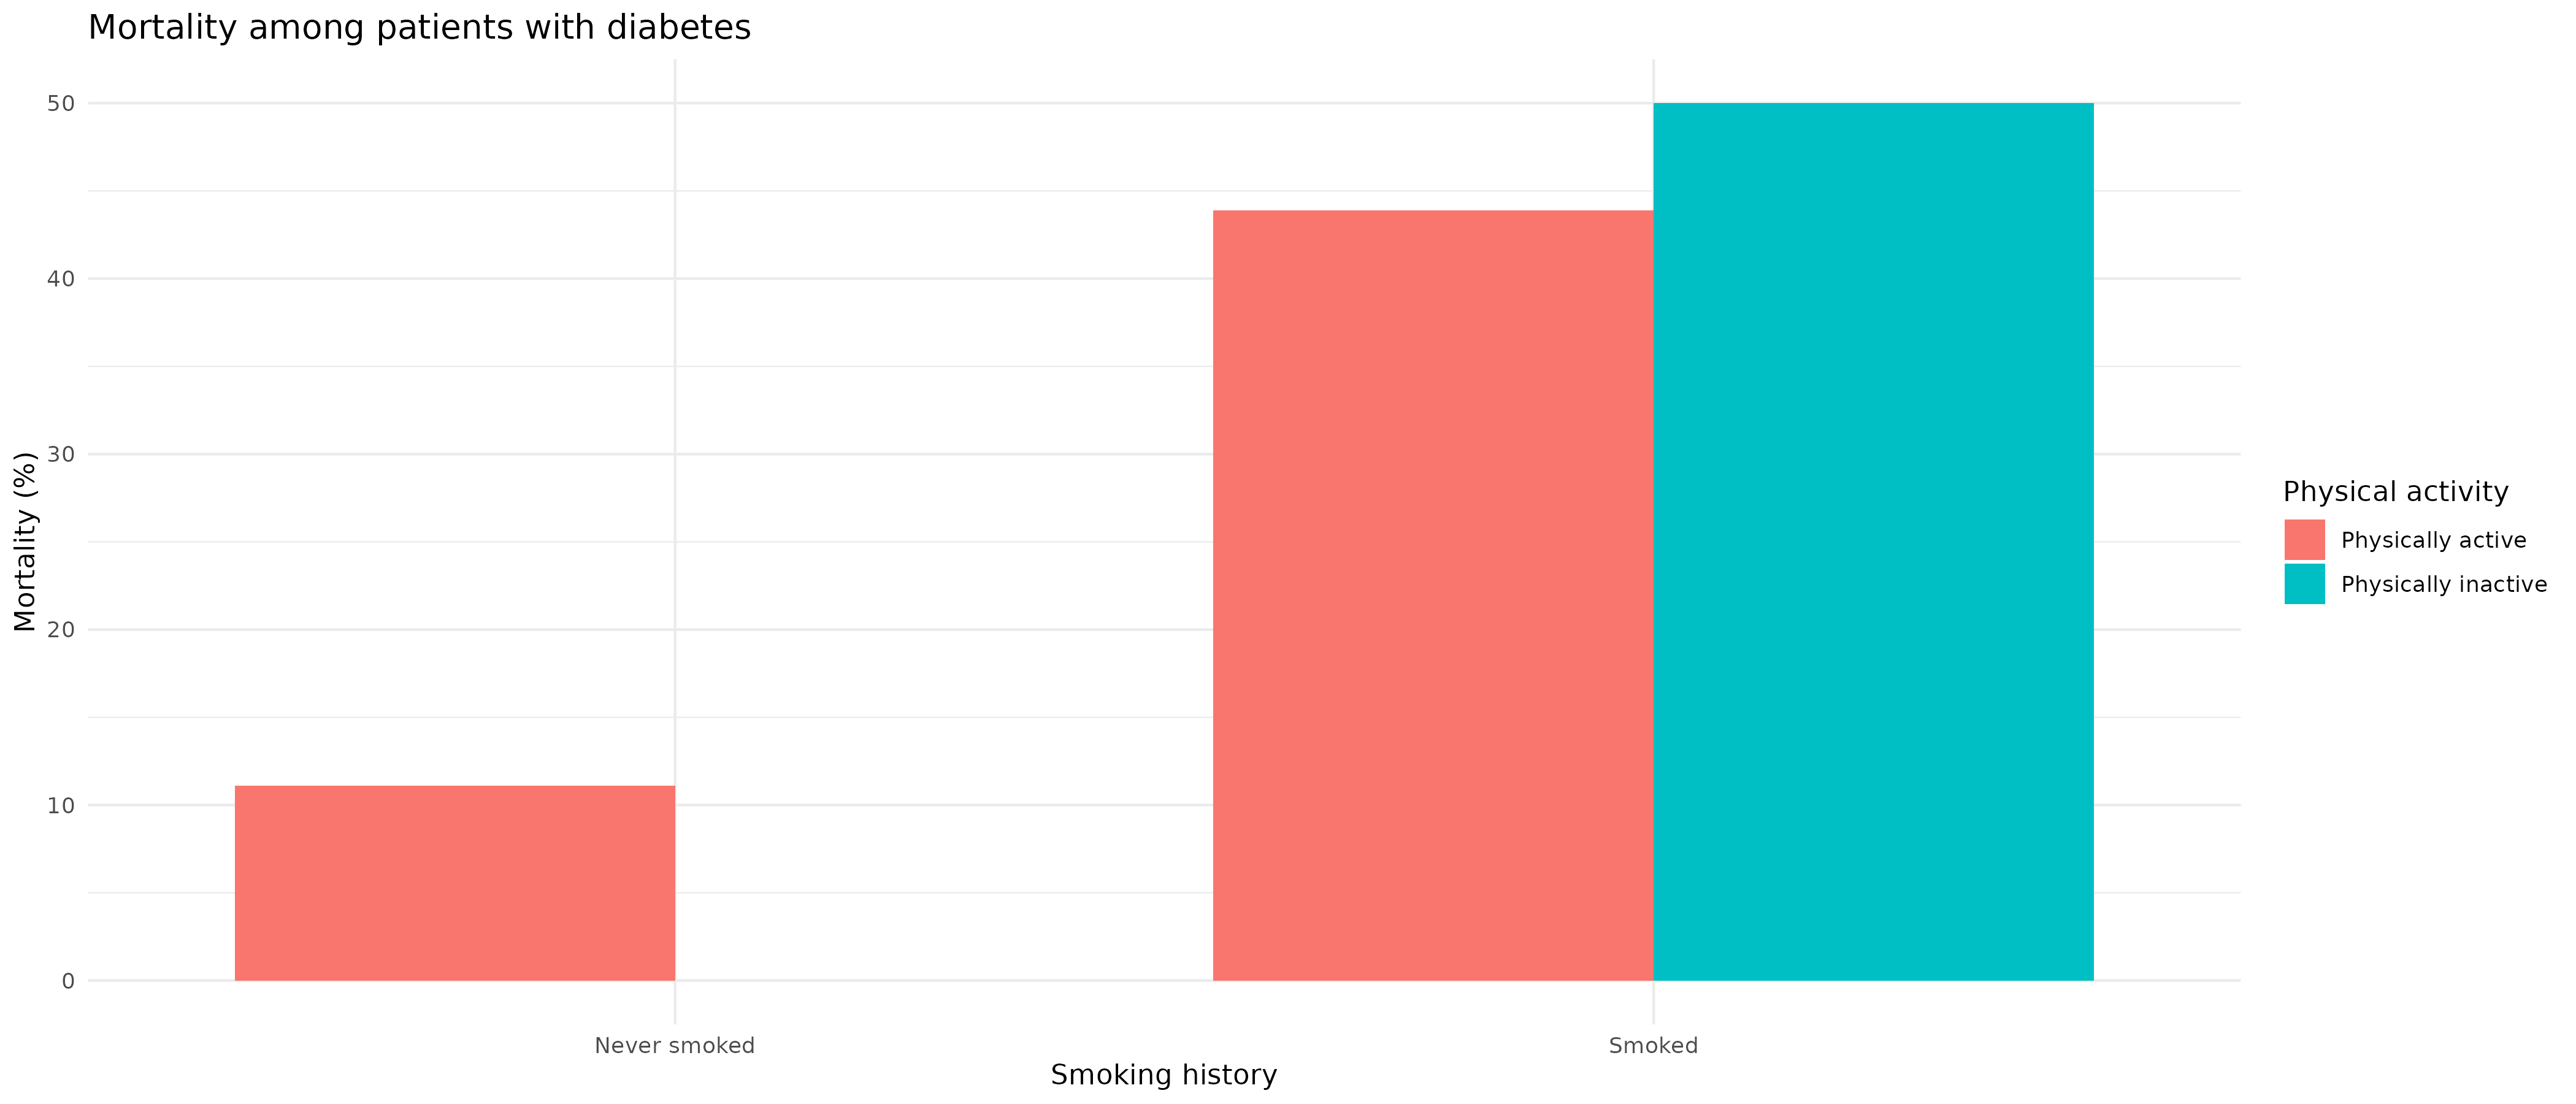 Mortality among patients with diabetes
Mortality (%)
50
40
30
20
10
0
Never smoked
Smoked
Smoking history
Physical activity
Physically active
Physically inactive